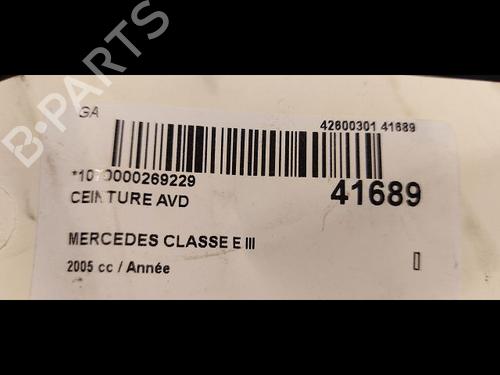 GA
42600301 41689
*1070000269229
41689
CEINTURE AVD
MERCEDES CLASSE E III
2005 cc / Année
B-PARTS